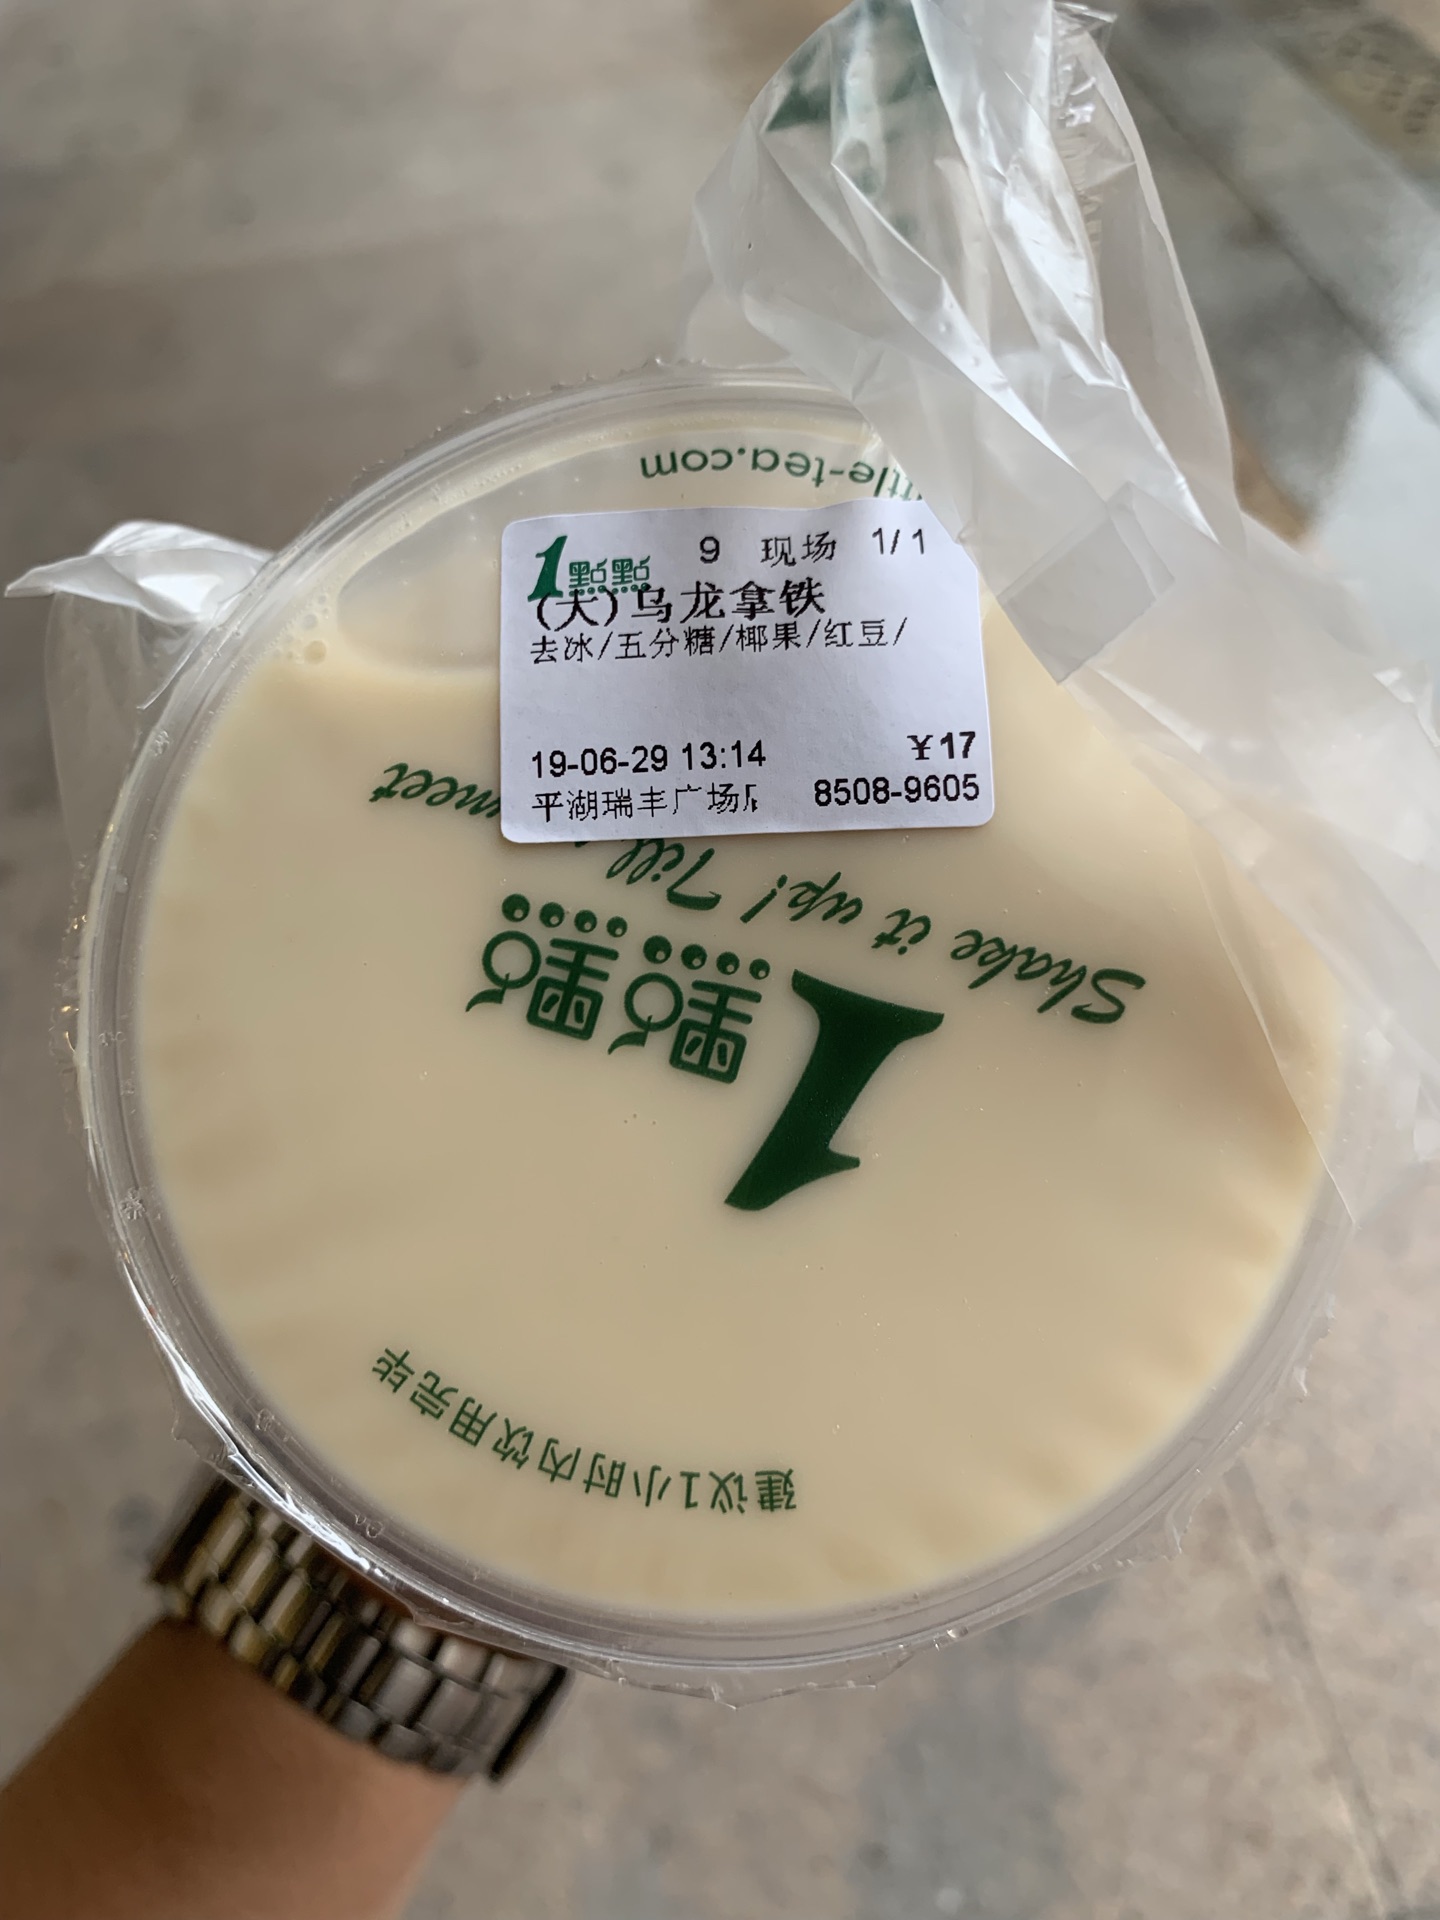 ttle-tea.com
1點點 9 现场 1/1
(大)乌龙拿铁
去冰/五分糖/椰果/红豆/
19-06-29 13:14 ¥17
平湖瑞丰广场 8508-9605
Shake it up! Till meet
1點點
建议1小时内饮用完毕